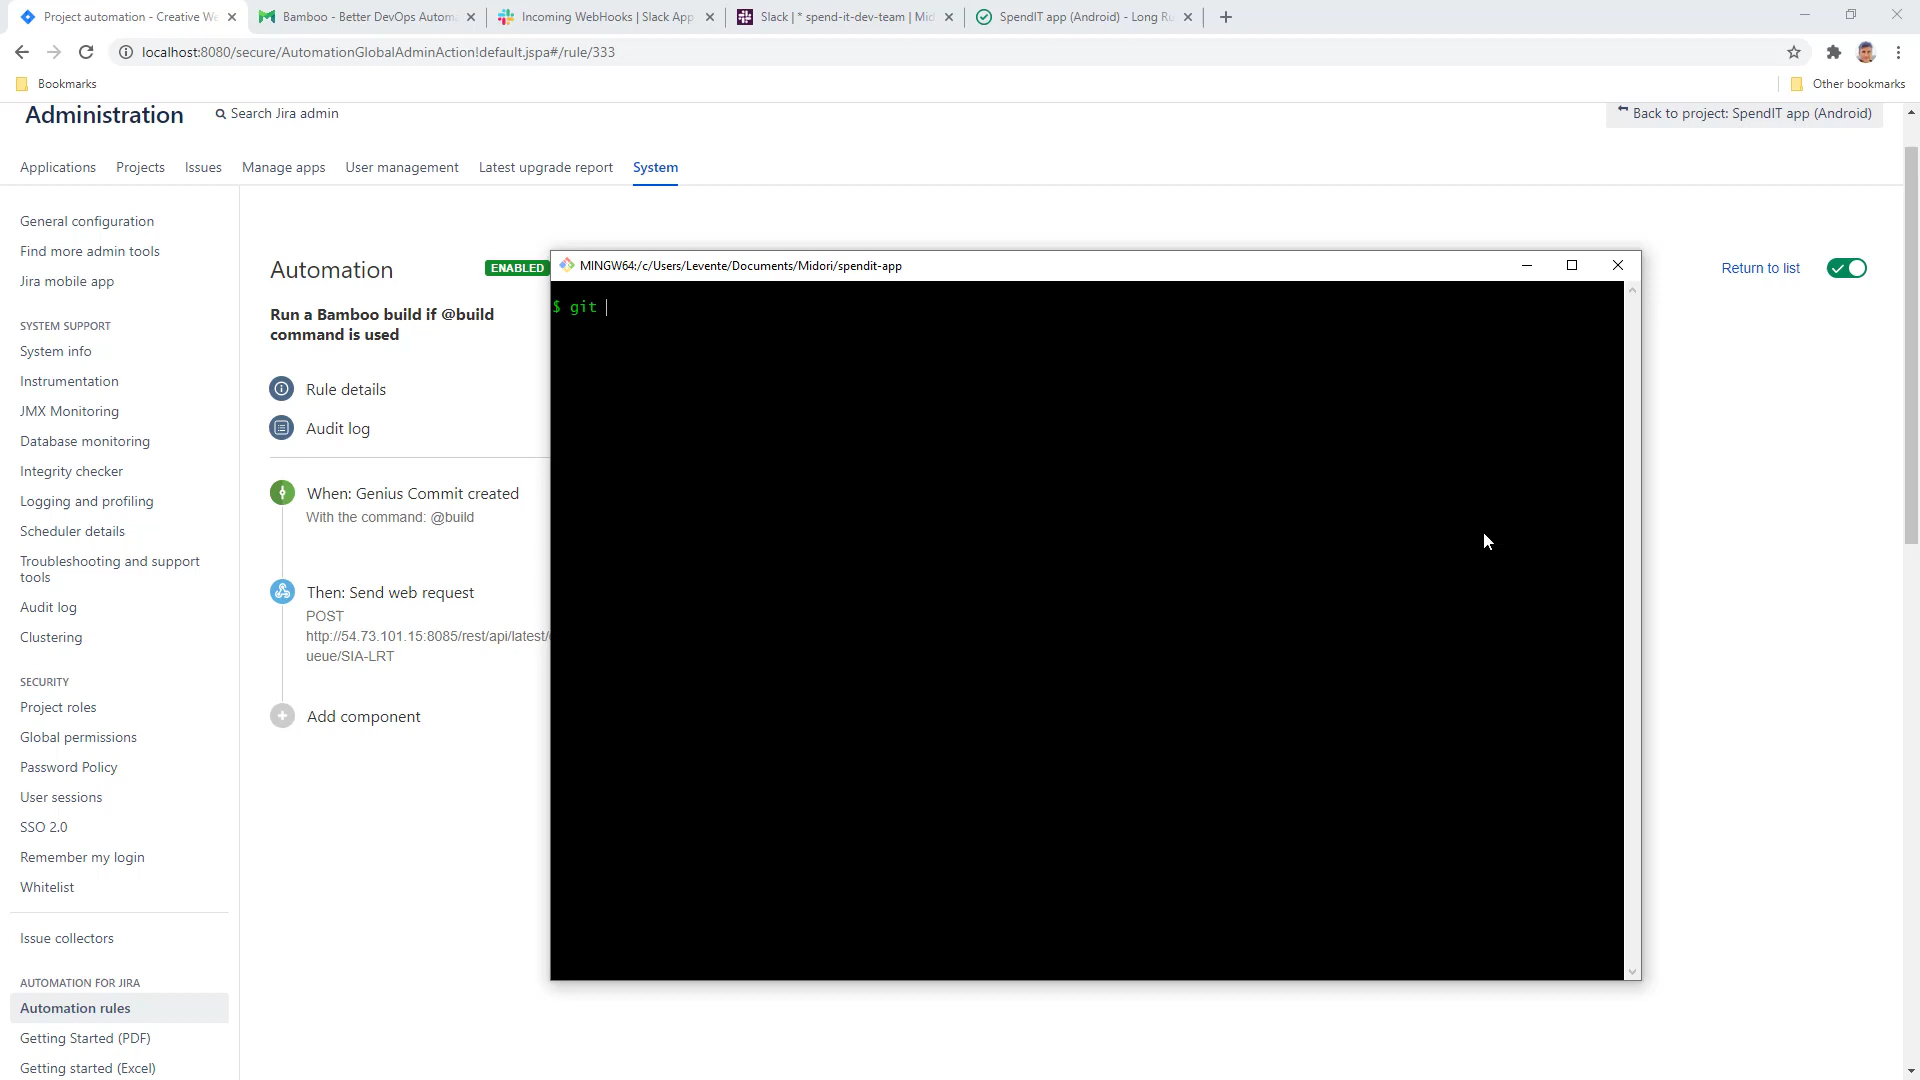 Project automation - Creative We
Bamboo - Better DevOps Autom
Incoming WebHooks | Slack App
Slack | * spend-it-dev-team | Mid
SpendIT app (Android) - Long Ru
localhost:8080/secure/AutomationGlobalAdminAction!default.jspa#/rule/333
Bookmarks
Other bookmarks
Administration
Search Jira admin
Back to project: SpendIT app (Android)
Applications
Projects
Issues
Manage apps
User management
Latest upgrade report
System
General configuration
Find more admin tools
Jira mobile app
SYSTEM SUPPORT
System info
Instrumentation
JMX Monitoring
Database monitoring
Integrity checker
Logging and profiling
Scheduler details
Troubleshooting and support
tools
Audit log
Clustering
SECURITY
Project roles
Global permissions
Password Policy
User sessions
SSO 2.0
Remember my login
Whitelist
Issue collectors
AUTOMATION FOR JIRA
Automation rules
Getting Started (PDF)
Getting started (Excel)
Automation
ENABLED
Return to list
Run a Bamboo build if @build
command is used
Rule details
Audit log
When: Genius Commit created
With the command: @build
Then: Send web request
POST
http://54.73.101.15:8085/rest/api/latest/
ueue/SIA-LRT
Add component
MINGW64:/c/Users/Levente/Documents/Midori/spendit-app
$ git